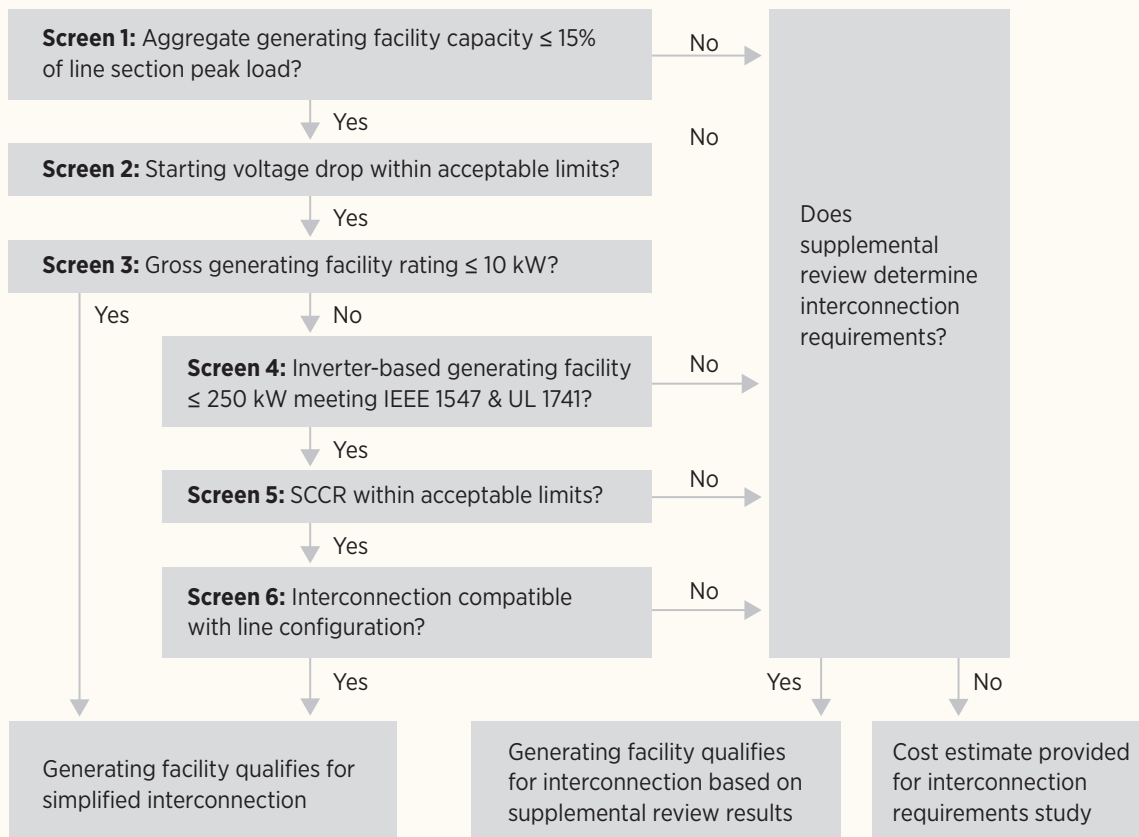 Screen 1: Aggregate generating facility capacity ≤ 15%
of line section peak load?
No
Yes
No
Screen 2: Starting voltage drop within acceptable limits?
Yes
Screen 3: Gross generating facility rating ≤ 10 kW?
Yes
No
Does
supplemental
review determine
interconnection
requirements?
Screen 4: Inverter-based generating facility
≤ 250 kW meeting IEEE 1547 & UL 1741?
No
Yes
Screen 5: SCCR within acceptable limits?
No
Yes
Screen 6: Interconnection compatible
with line configuration?
No
Yes
Yes
No
Generating facility qualifies for
simplified interconnection
Generating facility qualifies
for interconnection based on
supplemental review results
Cost estimate provided
for interconnection
requirements study